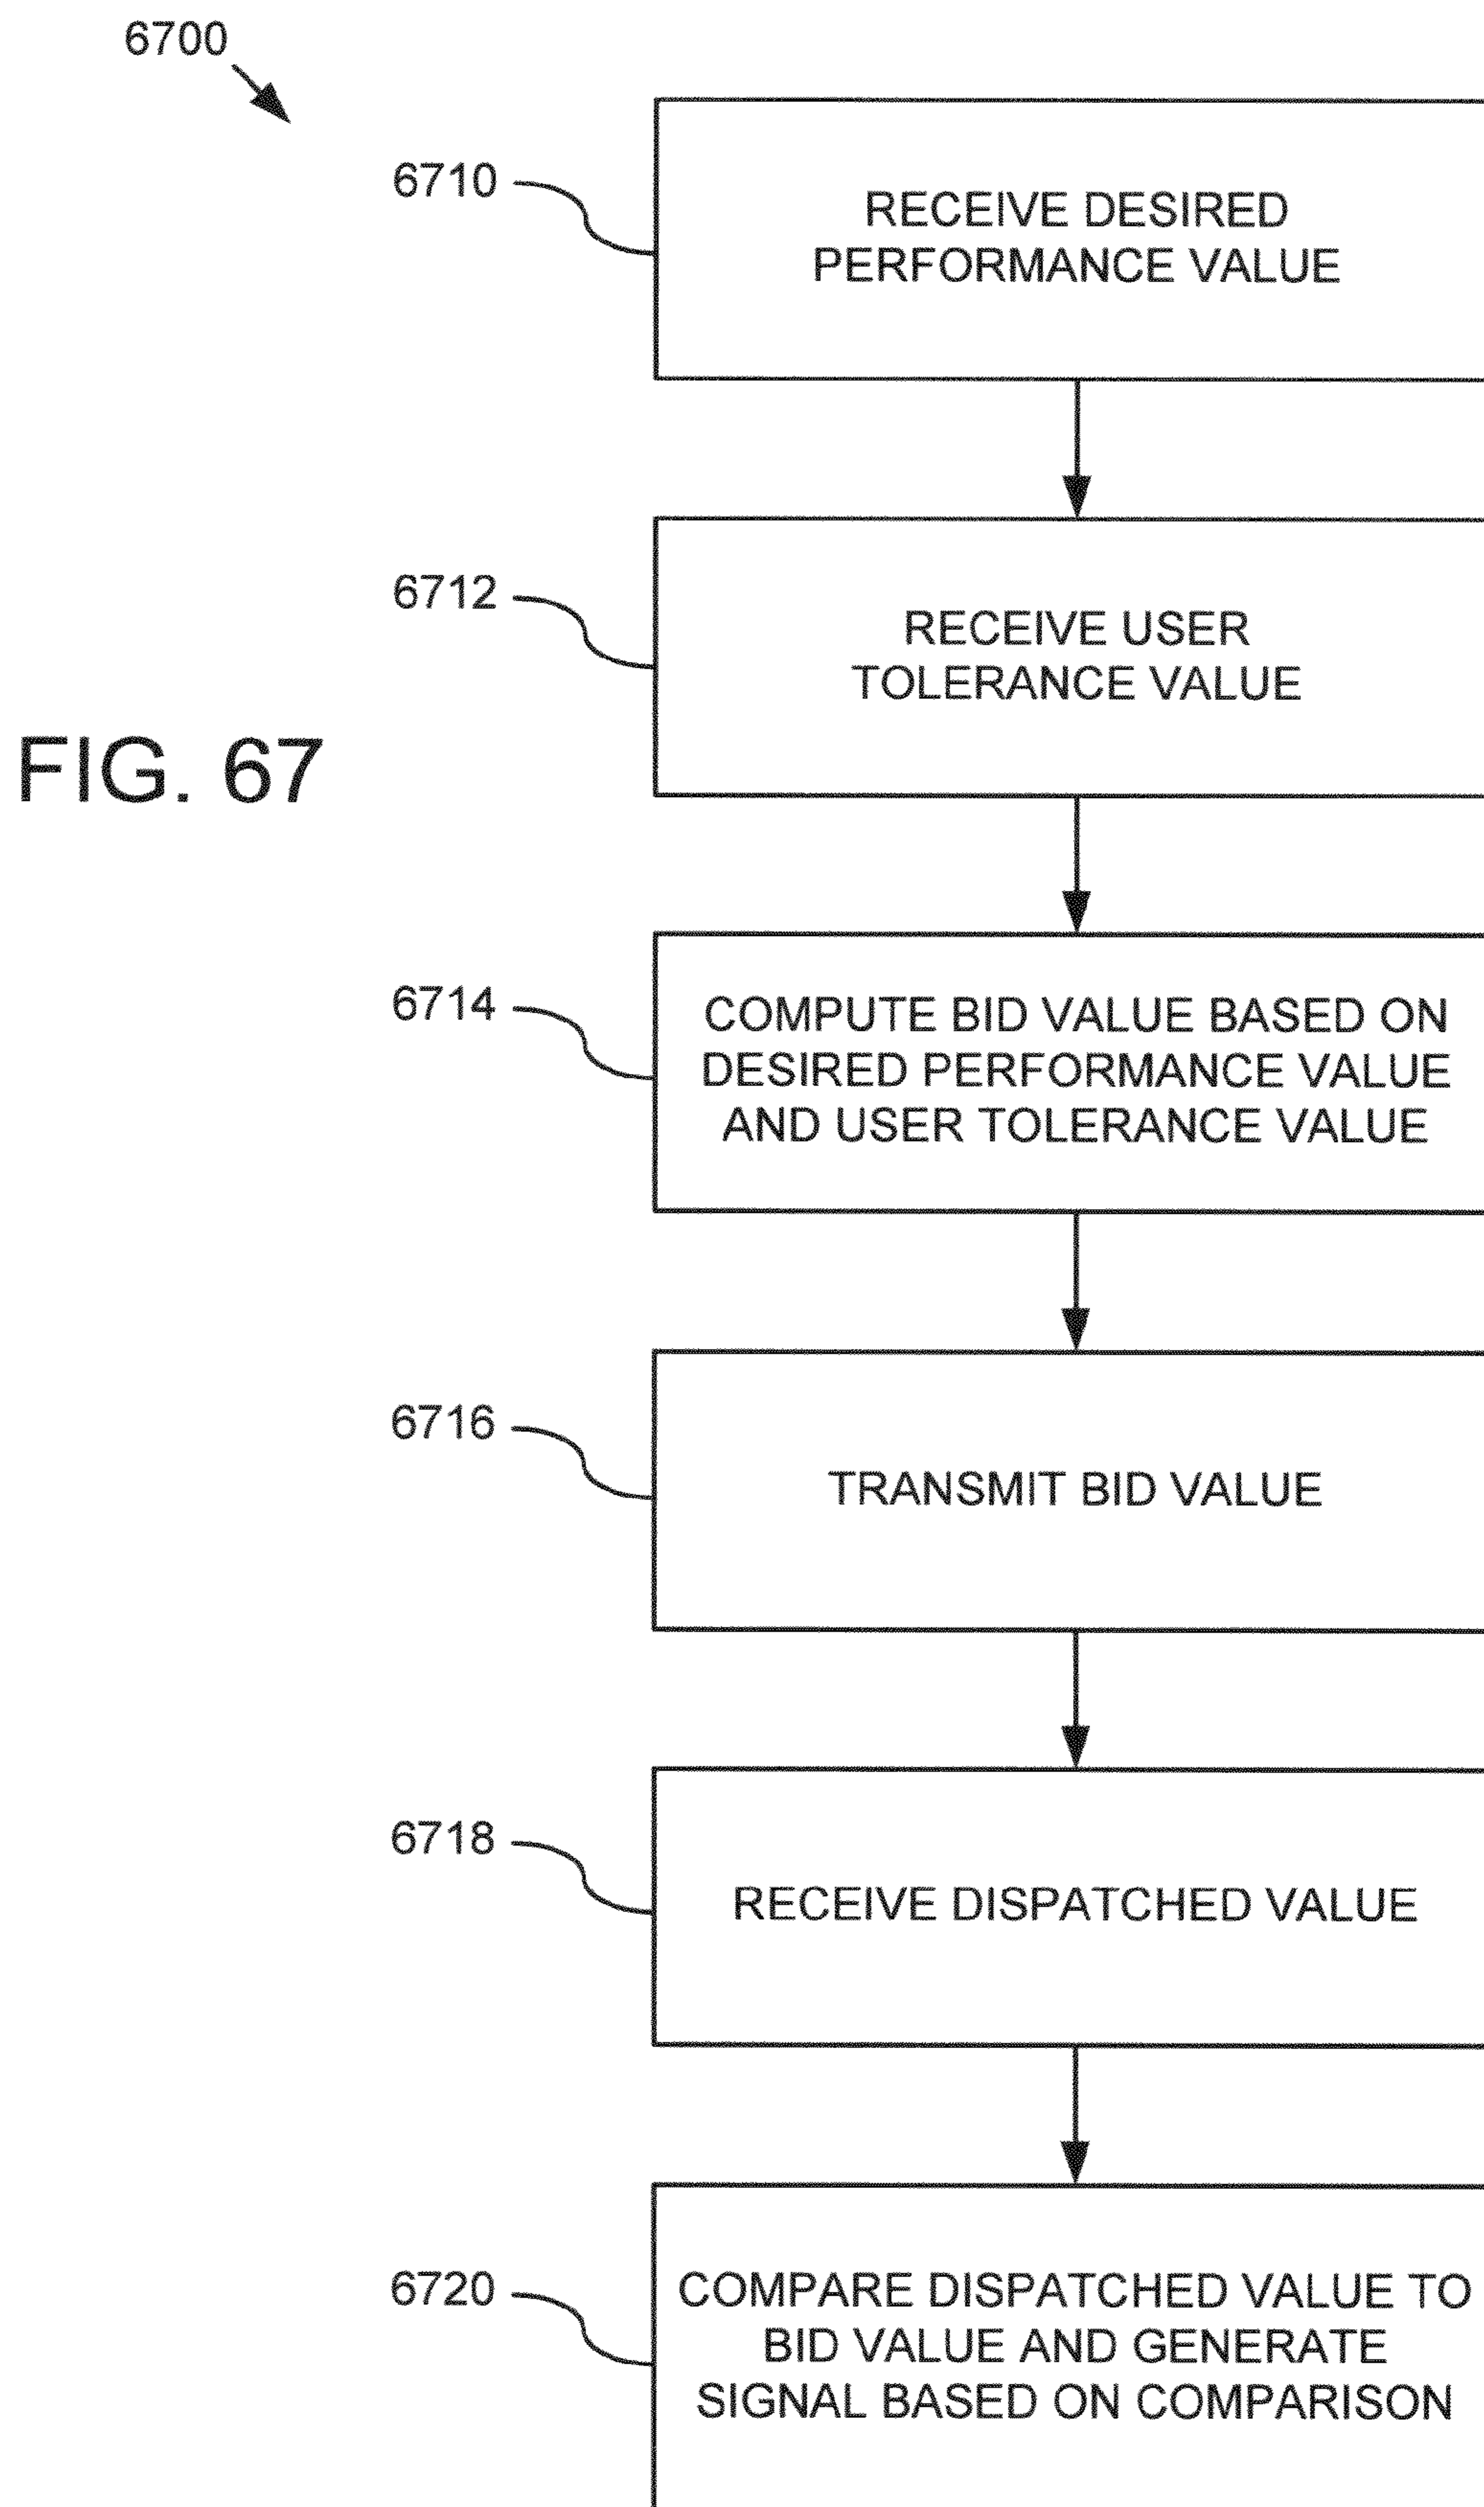 6700
6710
RECEIVE DESIRED
PERFORMANCE VALUE
6712
RECEIVE USER
TOLERANCE VALUE
FIG. 67
6714
COMPUTE BID VALUE BASED ON
DESIRED PERFORMANCE VALUE
AND USER TOLERANCE VALUE
6716
TRANSMIT BID VALUE
6718
RECEIVE DISPATCHED VALUE
6720
COMPARE DISPATCHED VALUE TO
BID VALUE AND GENERATE
SIGNAL BASED ON COMPARISON